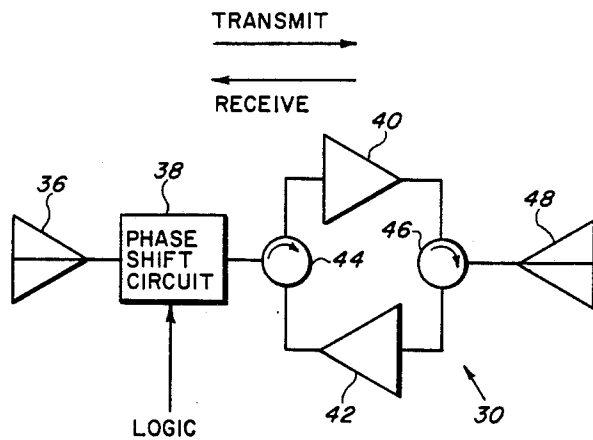 TRANSMIT
RECEIVE
40
36
38
48
PHASE
SHIFT
CIRCUIT
46
44
42
30
LOGIC